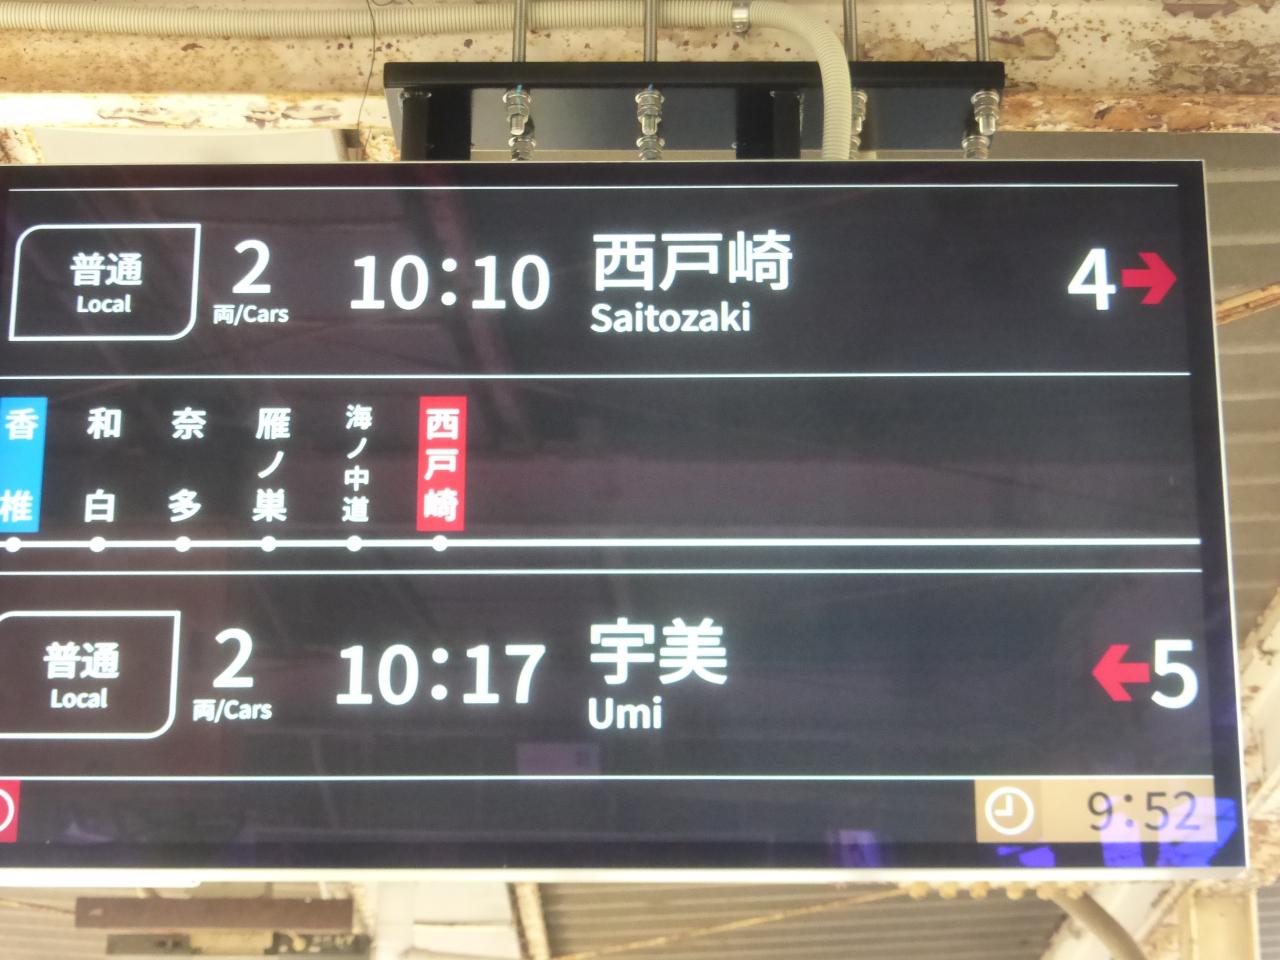 普通 2 10:10 西戸崎 4→
Local 両/Cars Saitozaki
香椎 和白 奈多 雁ノ巣 海ノ中道 西戸崎
普通 2 10:17 宇美 ←5
Local 両/Cars Umi
9:52